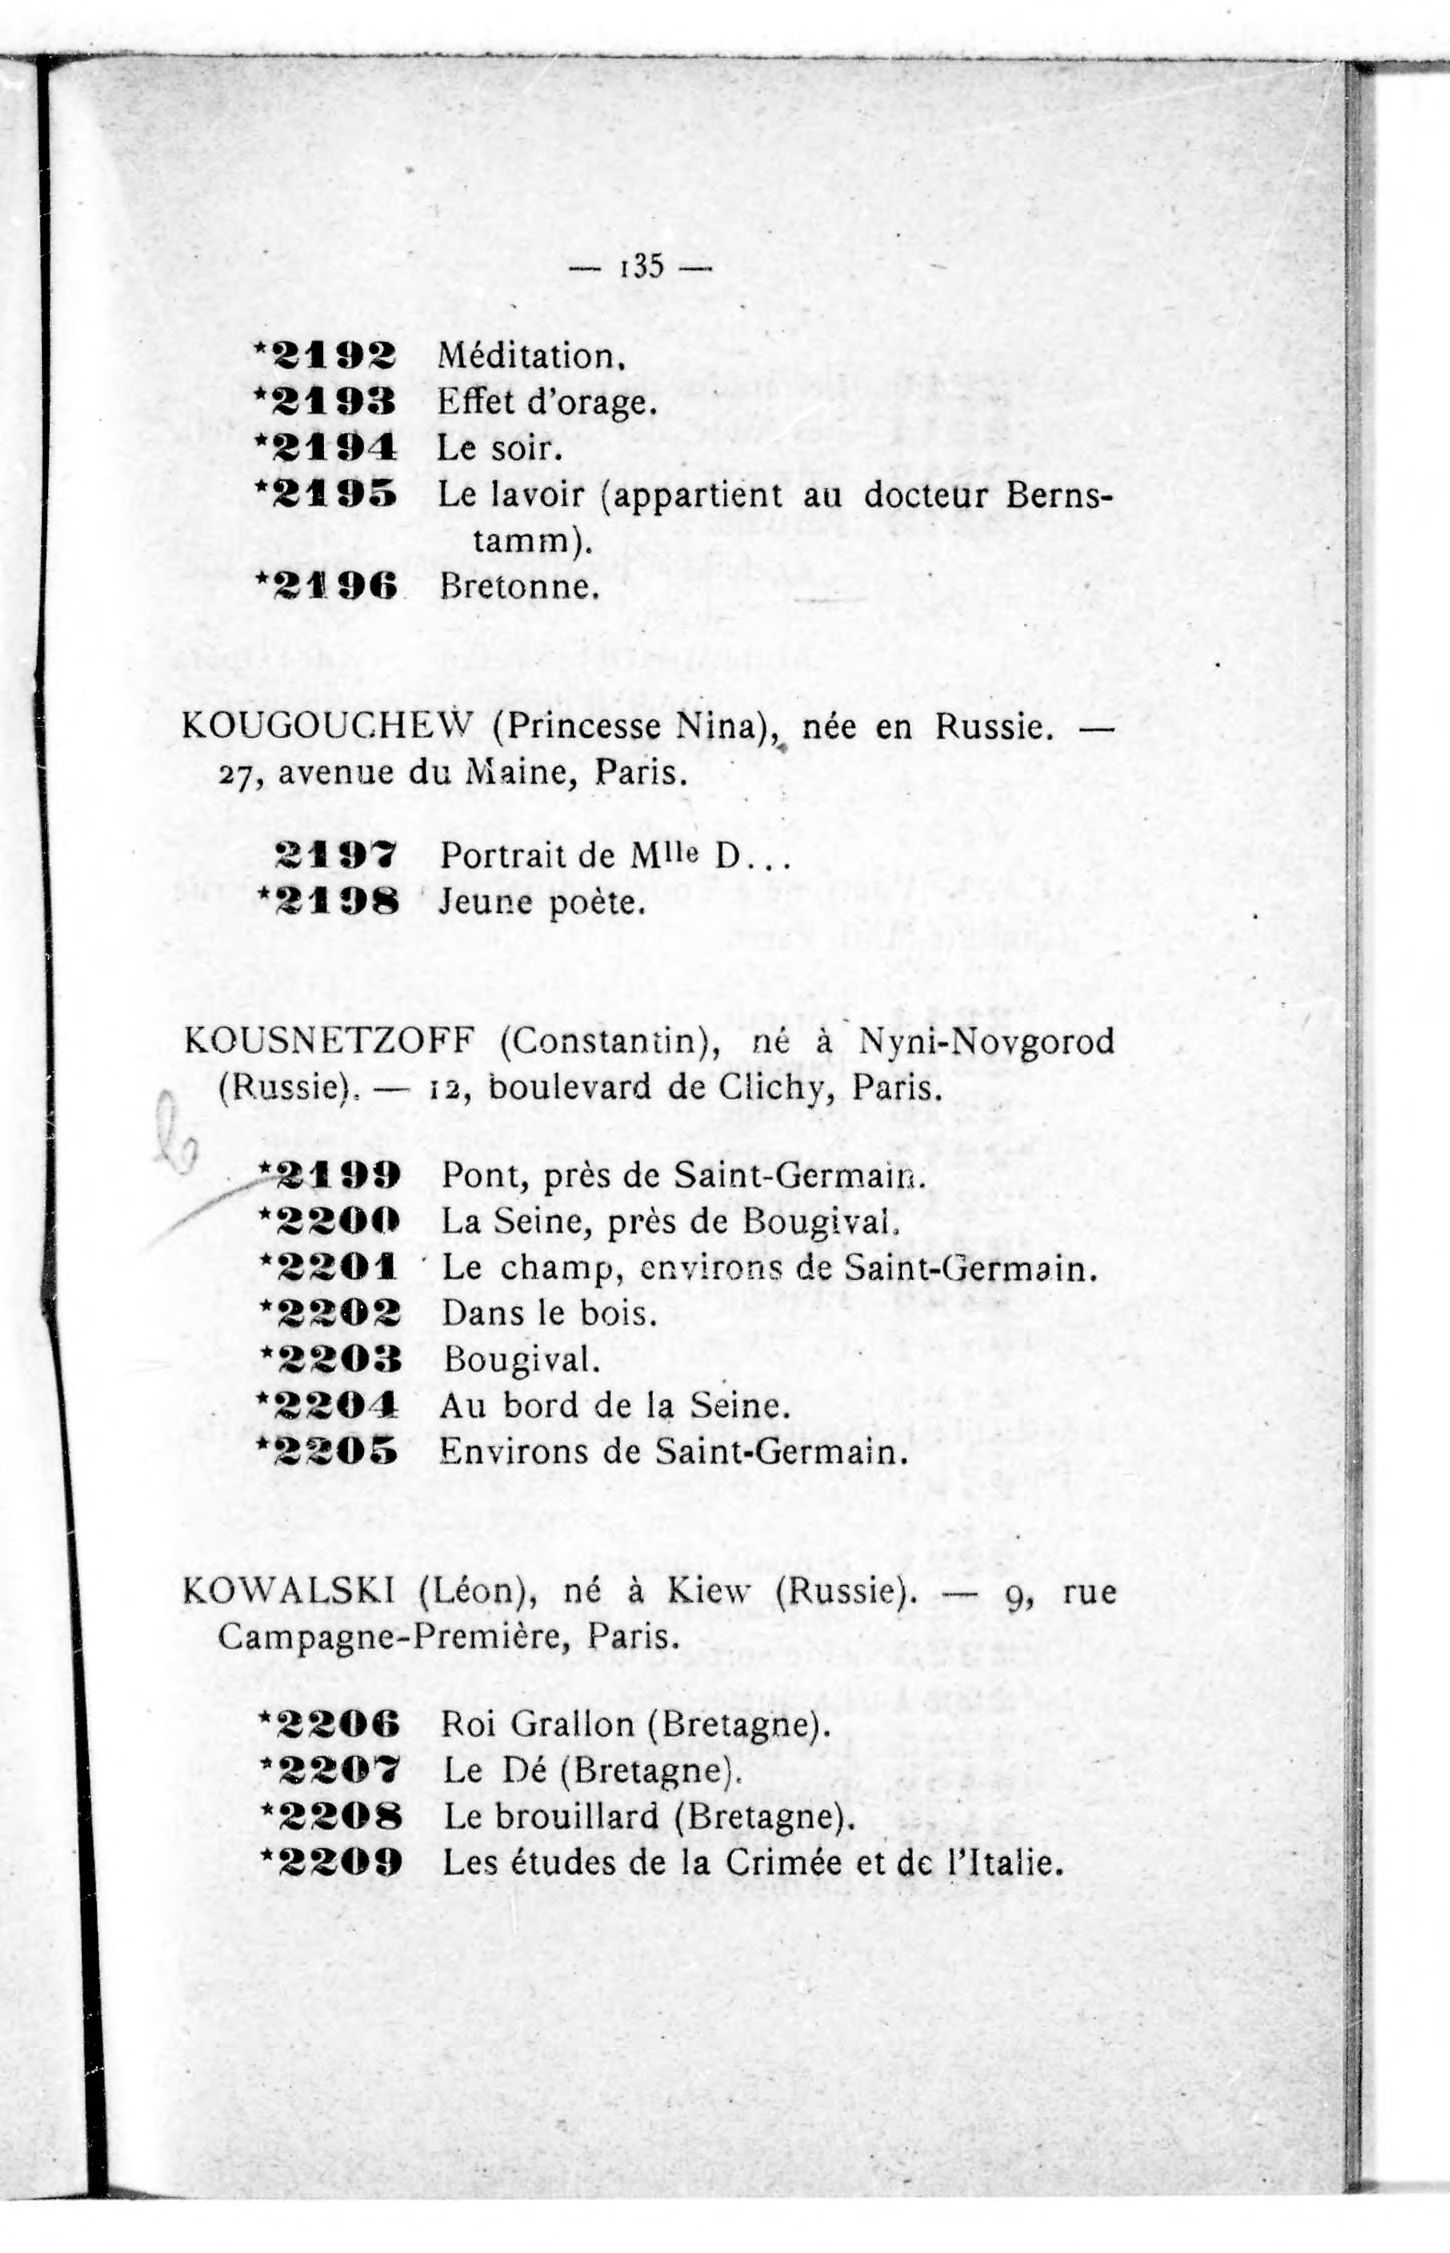 — 135 —
*2192 Méditation.
*2193 Effet d'orage.
*2194 Le soir.
*2195 Le lavoir (appartient au docteur Berns-
tamm).
*2196 Bretonne.
KOUGOUCHEW (Princesse Nina), née en Russie. —
27, avenue du Maine, Paris.
2197 Portrait de Mlle D...
*2198 Jeune poète.
KOUSNETZOFF (Constantin), né à Nyni-Novgorod
(Russie). — 12, boulevard de Clichy, Paris.
*2199 Pont, près de Saint-Germain.
*2200 La Seine, près de Bougival.
*2201 Le champ, environs de Saint-Germain.
*2202 Dans le bois.
*2203 Bougival.
*2204 Au bord de la Seine.
*2205 Environs de Saint-Germain.
KOWALSKI (Léon), né à Kiew (Russie). — 9, rue
Campagne-Première, Paris.
*2206 Roi Grallon (Bretagne).
*2207 Le Dé (Bretagne).
*2208 Le brouillard (Bretagne).
*2209 Les études de la Crimée et de l'Italie.